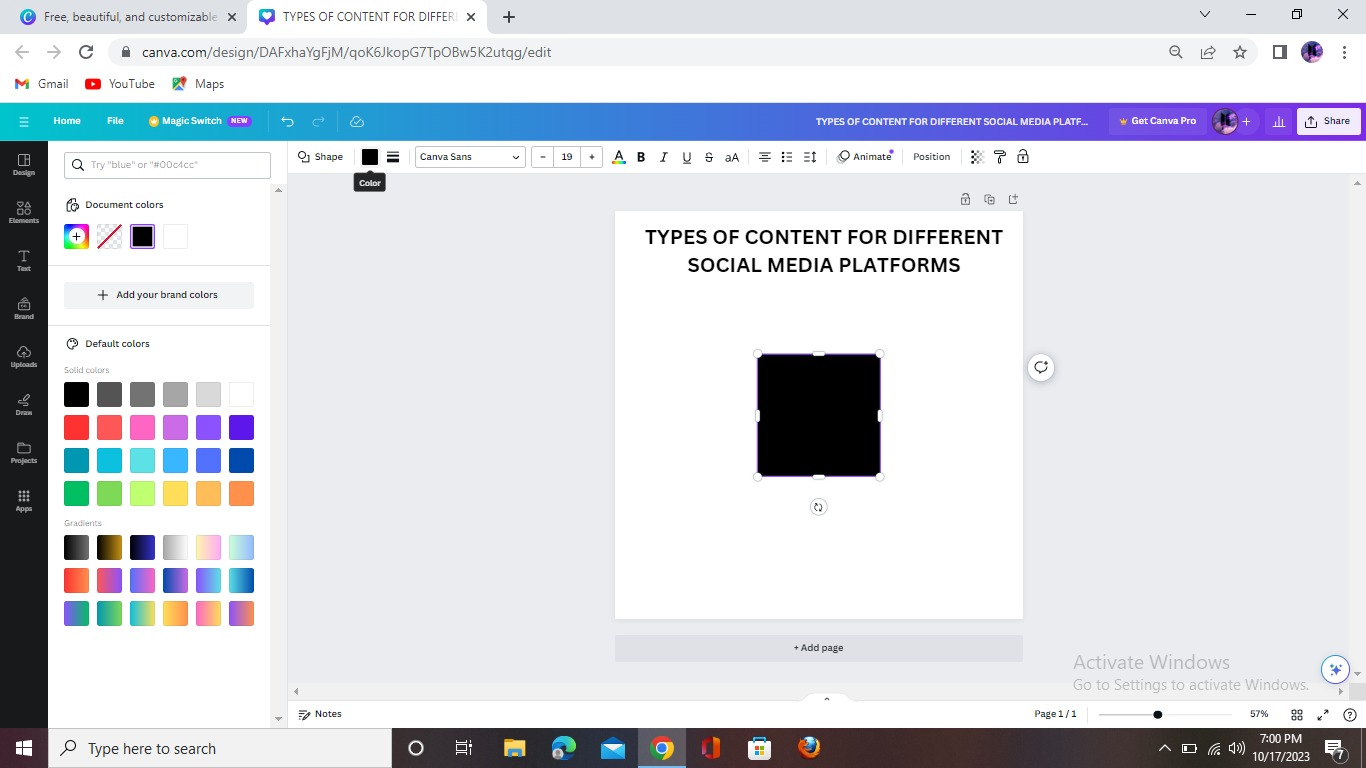 Free, beautiful, and customizable
TYPES OF CONTENT FOR DIFFER
canva.com/design/DAFxhaYgFjM/qoK6JkopG7TpOBw5K2utqg/edit
Gmail
YouTube
Maps
Home
File
Magic Switch NEW
TYPES OF CONTENT FOR DIFFERENT SOCIAL MEDIA PLATF...
Get Canva Pro
Share
Design
Elements
Text
Brand
Uploads
Draw
Projects
Apps
Try "blue" or "#00c4cc"
Shape
Canva Sans
- 19 +
A B I U S aA
Animate
Position
Color
Document colors
+ Add your brand colors
Default colors
Solid colors
Gradients
TYPES OF CONTENT FOR DIFFERENT
SOCIAL MEDIA PLATFORMS
+ Add page
Activate Windows
Go to Settings to activate Windows.
Notes
Page 1 / 1
57%
Type here to search
7:00 PM
10/17/2023
7